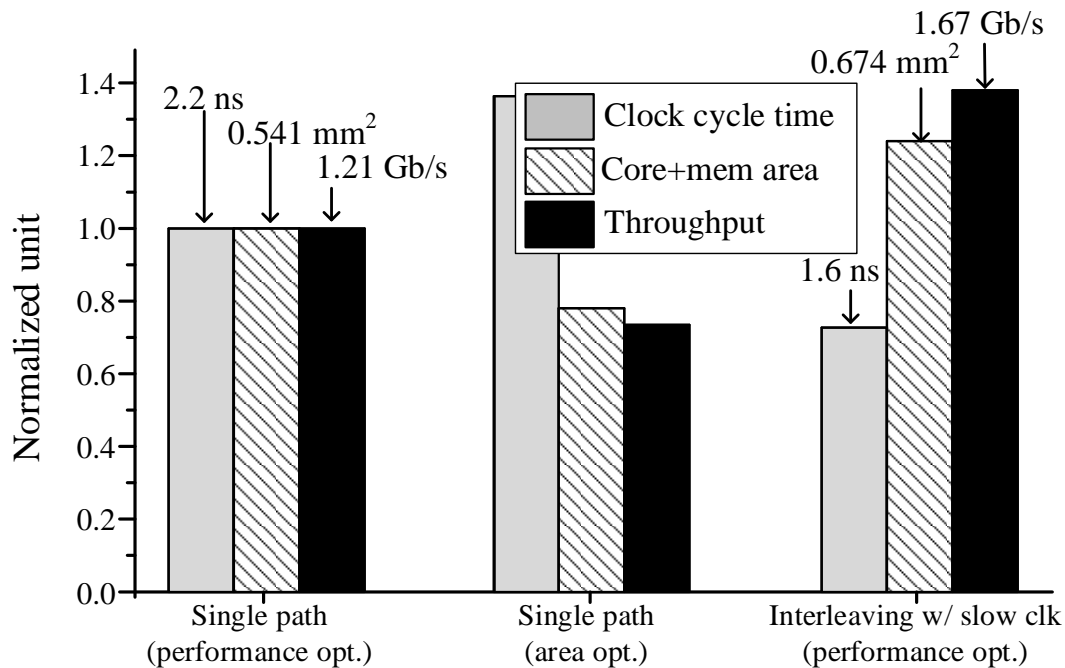 1.67 Gb/s
0.674 mm²
2.2 ns
0.541 mm²
1.21 Gb/s
1.6 ns
Clock cycle time
Core+mem area
Throughput
Normalized unit
1.4
1.2
1.0
0.8
0.6
0.4
0.2
0.0
Single path
(performance opt.)
Single path
(area opt.)
Interleaving w/ slow clk
(performance opt.)